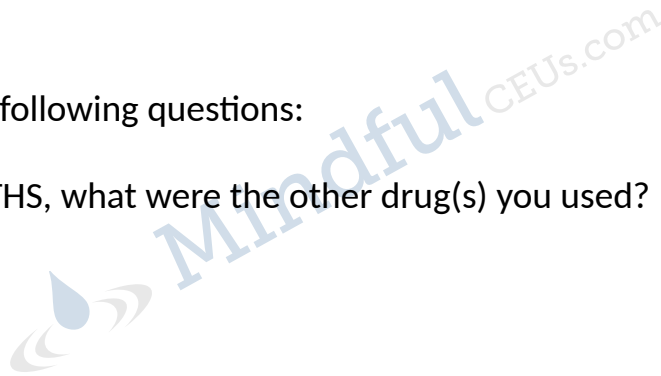 following questions:
THS, what were the other drug(s) you used?
Mindful CEUs.com